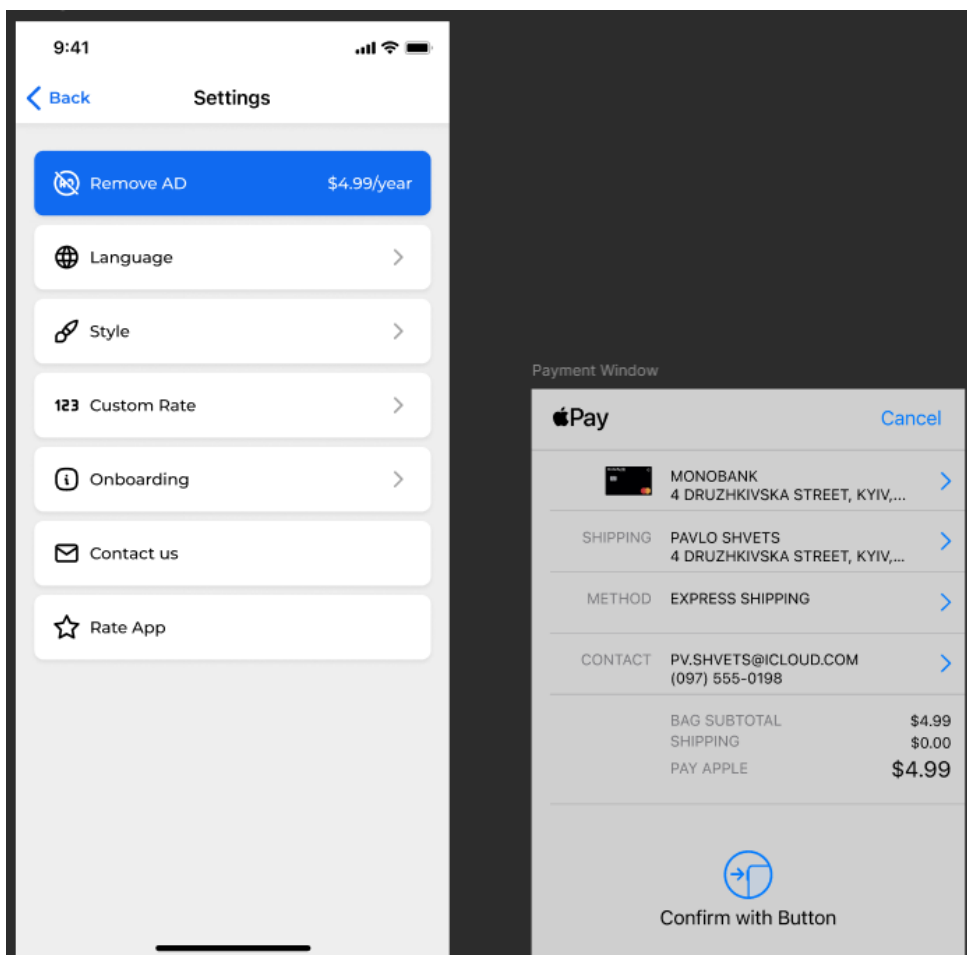 9:41
Back
Settings
Remove AD
$4.99/year
Language
Style
123 Custom Rate
Onboarding
Contact us
Rate App
Payment Window
Pay
Cancel
MONOBANK
4 DRUZHKIVSKA STREET, KYIV,...
SHIPPING
PAVLO SHVETS
4 DRUZHKIVSKA STREET, KYIV,...
METHOD
EXPRESS SHIPPING
CONTACT
PV.SHVETS@ICLOUD.COM
(097) 555-0198
BAG SUBTOTAL
$4.99
SHIPPING
$0.00
PAY APPLE
$4.99
Confirm with Button